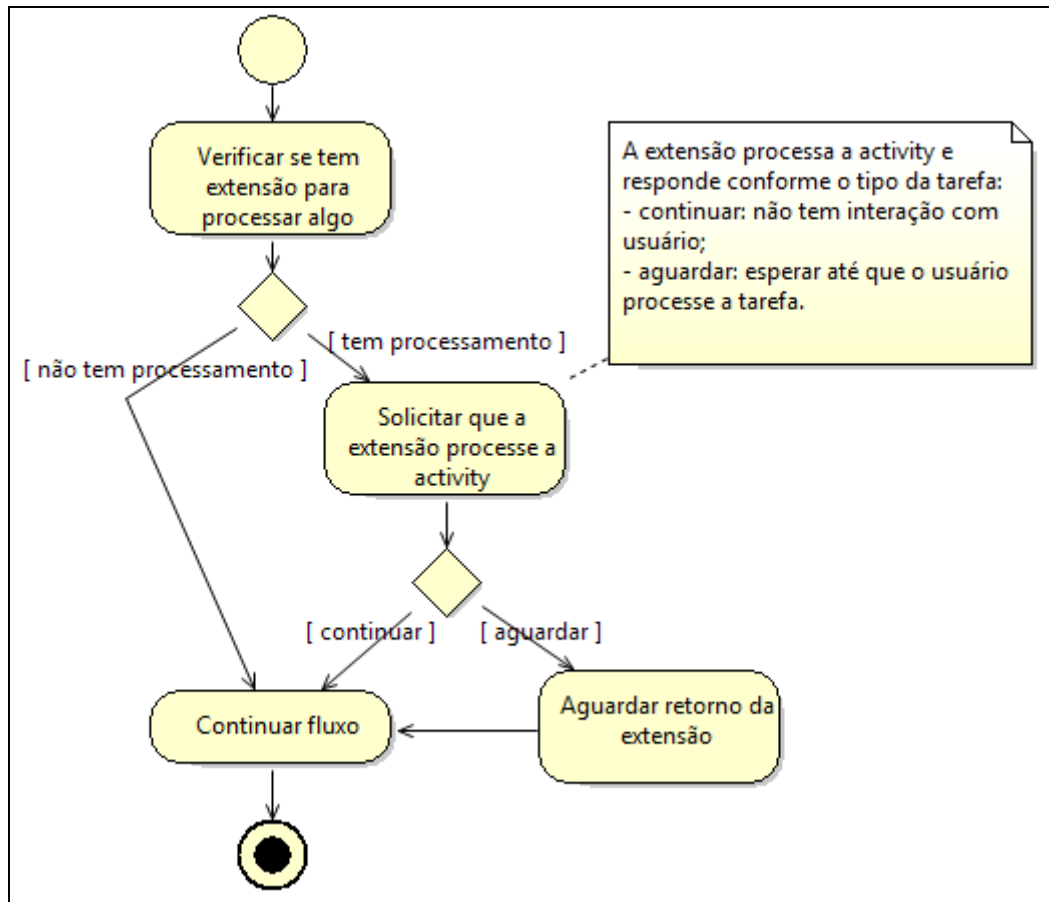 Verificar se tem
extensão para
processar algo
A extensão processa a activity e
responde conforme o tipo da tarefa:
- continuar: não tem interação com
usuário;
- aguardar: esperar até que o usuário
processe a tarefa.
[ tem processamento ]
[ não tem processamento ]
Solicitar que a
extensão processe a
activity
[ continuar ]
[ aguardar ]
Continuar fluxo
Aguardar retorno da
extensão